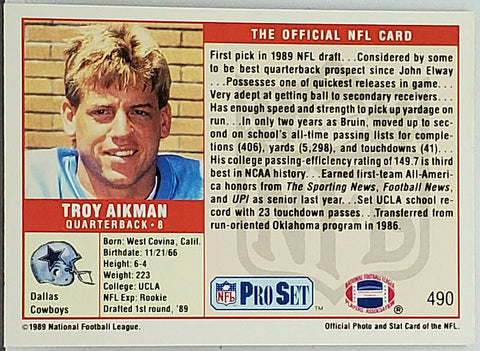 THE OFFICIAL NFL CARD
First pick in 1989 NFL draft...Considered by some
to be best quarterback prospect since John Elway
...Possesses one of quickest releases in game...
Very adept at getting ball to secondary receivers...
Has enough speed and strength to pick up yardage on
run...In only two years as Bruin, moved up to sec-
ond on school's all-time passing lists for comple-
tions (406), yards (5,298), and touchdowns (41)...
His college passing-efficiency rating of 149.7 is third
best in NCAA history...Earned first-team All-Amer-
ica honors from The Sporting News, Football News,
and UPI as senior last year...Set UCLA school record
with 23 touchdown passes...Transferred from
run-oriented Oklahoma program in 1986.
TROY AIKMAN
QUARTERBACK • 8
Born: West Covina, Calif.
Birthdate: 11/21/66
Height: 6-4
Weight: 223
College: UCLA
NFL Exp: Rookie
Drafted 1st round, '89
Dallas
Cowboys
NFL
PRO SET
™
NATIONAL FOOTBALL LEAGUE
PLAYERS ASSOCIATION
®
490
©1989 National Football League.
Official Photo and Stat Card of the NFL.